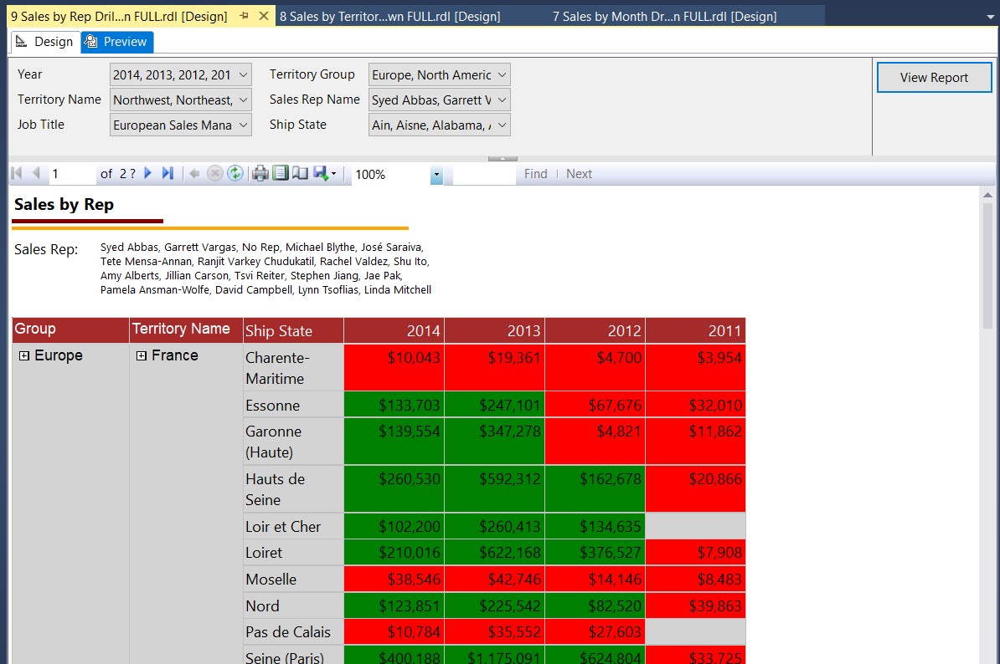 9 Sales by Rep Dril...n FULL.rdl [Design] 8 Sales by Territor...wn FULL.rdl [Design] 7 Sales by Month Dr...n FULL.rdl [Design]
Design Preview
Year 2014, 2013, 2012, 201 Territory Group Europe, North Americ View Report
Territory Name Northwest, Northeast, Sales Rep Name Syed Abbas, Garrett V
Job Title European Sales Mana Ship State Ain, Aisne, Alabama, A
1 of 2 ? 100% Find | Next
Sales by Rep
Sales Rep: Syed Abbas, Garrett Vargas, No Rep, Michael Blythe, José Saraiva,
Tete Mensa-Annan, Ranjit Varkey Chudukatil, Rachel Valdez, Shu Ito,
Amy Alberts, Jillian Carson, Tsvi Reiter, Stephen Jiang, Jae Pak,
Pamela Ansman-Wolfe, David Campbell, Lynn Tsoflias, Linda Mitchell
Group Territory Name Ship State 2014 2013 2012 2011
Europe France Charente- $10,043 $19,361 $4,700 $3,954
Maritime
Essonne $133,703 $247,101 $67,676 $32,010
Garonne $139,554 $347,278 $4,821 $11,862
(Haute)
Hauts de $260,530 $592,312 $162,678 $20,866
Seine
Loir et Cher $102,200 $260,413 $134,635
Loiret $210,016 $622,168 $376,527 $7,908
Moselle $38,546 $42,746 $14,146 $8,483
Nord $123,851 $225,542 $82,520 $39,863
Pas de Calais $10,784 $35,552 $27,603
Seine (Paris) $400,188 $1,175,091 $624,804 $33,725